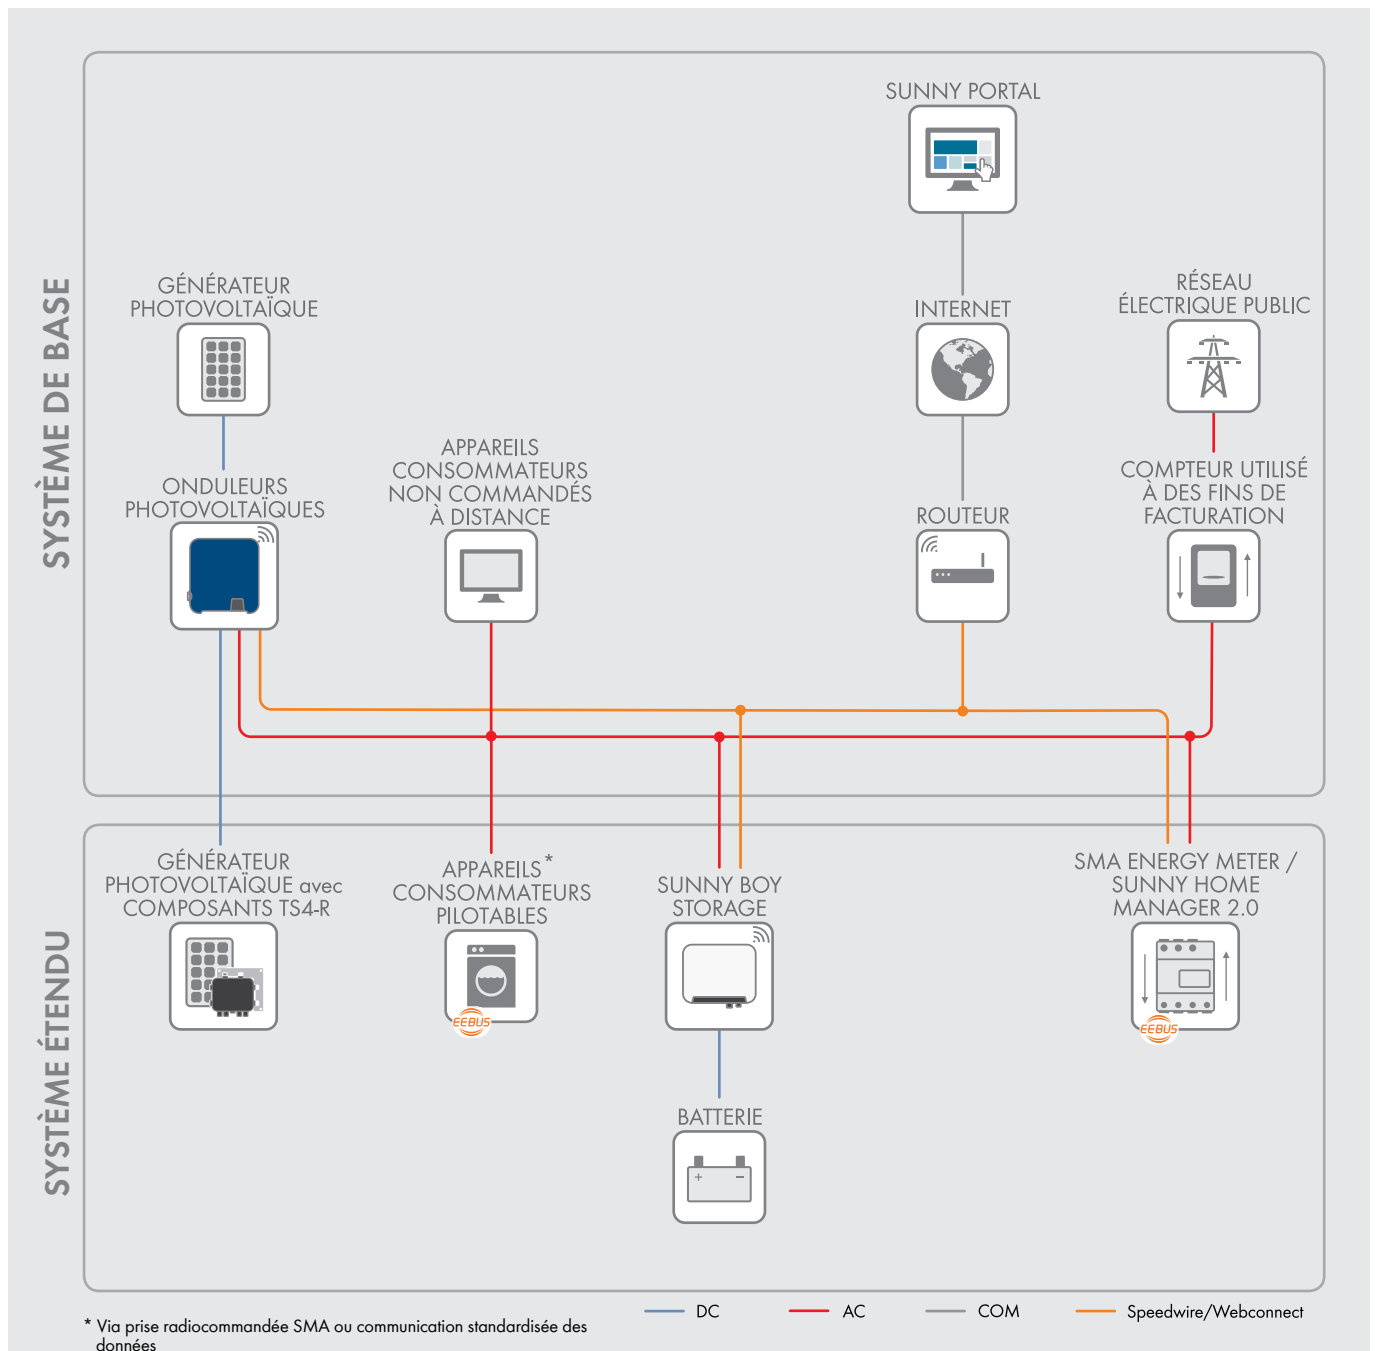 SYSTÈME DE BASE
SUNNY PORTAL
GÉNÉRATEUR
PHOTOVOLTAÏQUE
INTERNET
RÉSEAU
ÉLECTRIQUE PUBLIC
ONDULEURS
PHOTOVOLTAÏQUES
APPAREILS
CONSOMMATEURS
NON COMMANDÉS
À DISTANCE
ROUTEUR
COMPTEUR UTILISÉ
À DES FINS DE
FACTURATION
SYSTÈME ÉTENDU
GÉNÉRATEUR
PHOTOVOLTAÏQUE avec
COMPOSANTS TS4-R
APPAREILS*
CONSOMMATEURS
PILOTABLES
EEBUS
SUNNY BOY
STORAGE
SMA ENERGY METER /
SUNNY HOME
MANAGER 2.0
EEBUS
BATTERIE
+ −
DC
AC
COM
Speedwire/Webconnect
* Via prise radiocommandée SMA ou communication standardisée des
données